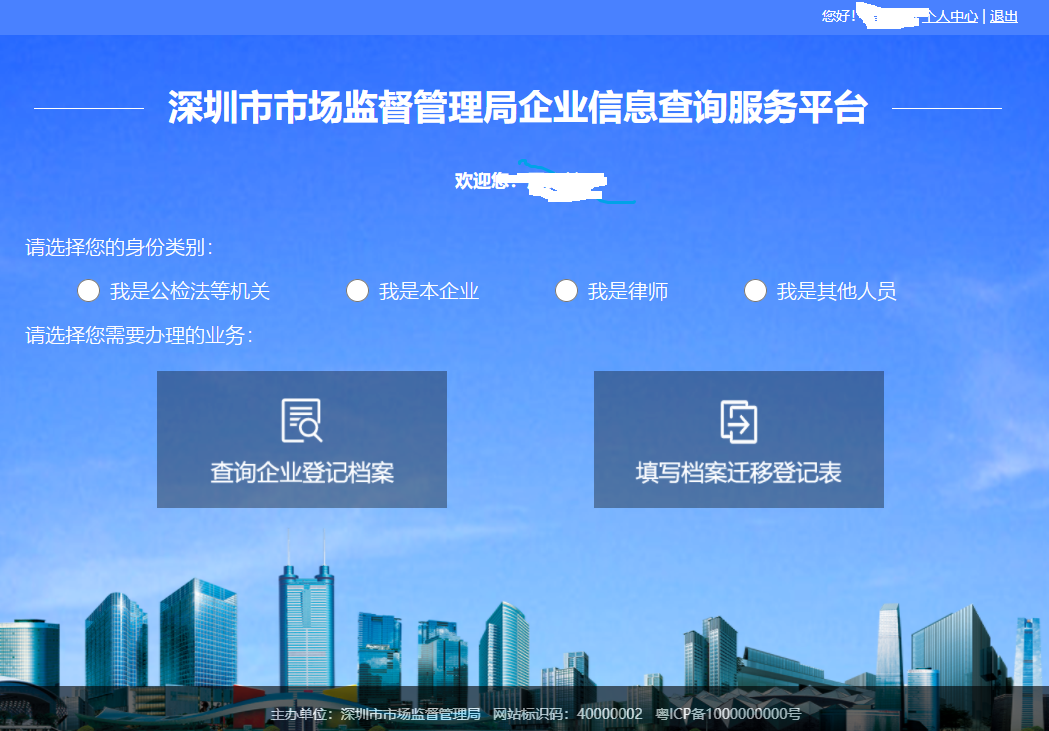 您好! 个人中心 | 退出
深圳市市场监督管理局企业信息查询服务平台
欢迎您:
请选择您的身份类别:
我是公检法等机关 我是本企业 我是律师 我是其他人员
请选择您需要办理的业务:
查询企业登记档案 填写档案迁移登记表
主办单位：深圳市市场监督管理局 网站标识码：40000002 粤ICP备1000000000号